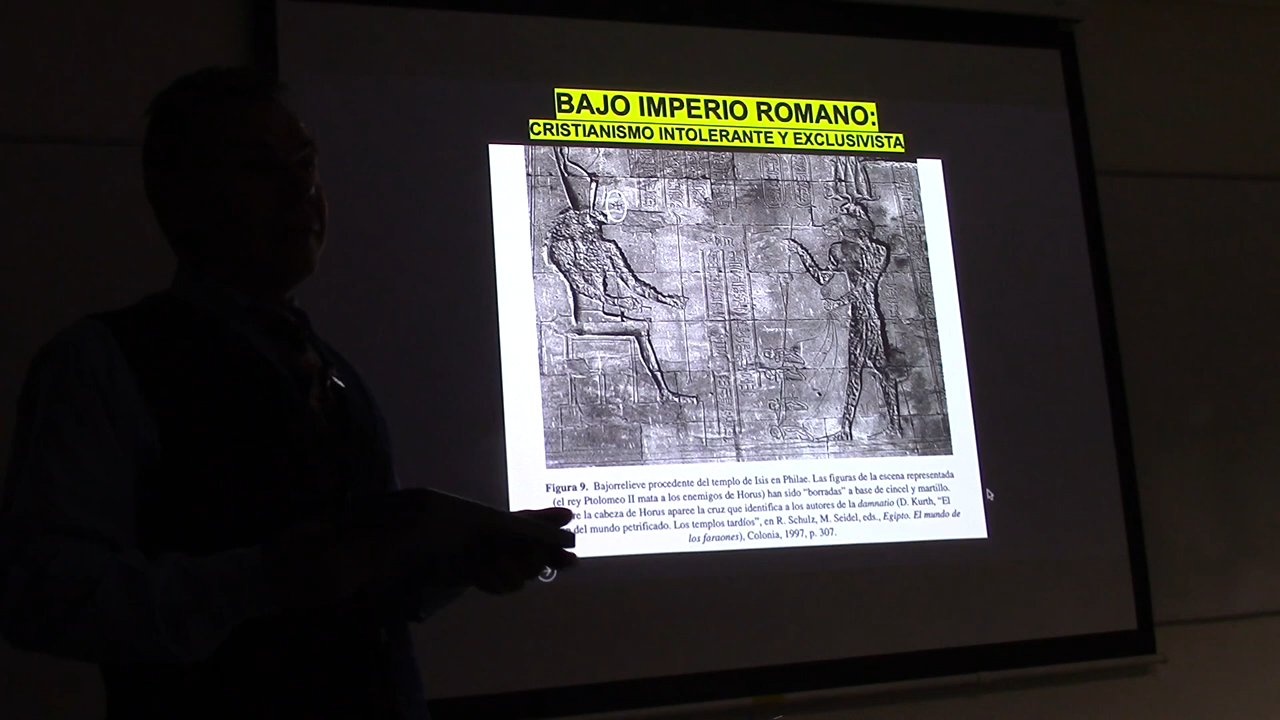 BAJO IMPERIO ROMANO:
CRISTIANISMO INTOLERANTE Y EXCLUSIVISTA
Figura 9. Bajorrelieve procedente del templo de Isis en Philae. Las figuras de la escena representada
(el rey Ptolomeo II mata a los enemigos de Horus) han sido “borradas” a base de cincel y martillo.
la cabeza de Horus aparece la cruz que identifica a los autores de la damnatio (D. Kurth, “El
del mundo petrificado. Los templos tardíos”, en R. Schulz, M. Seidel, eds., Egipto. El mundo de
los faraones), Colonia, 1997, p. 307.